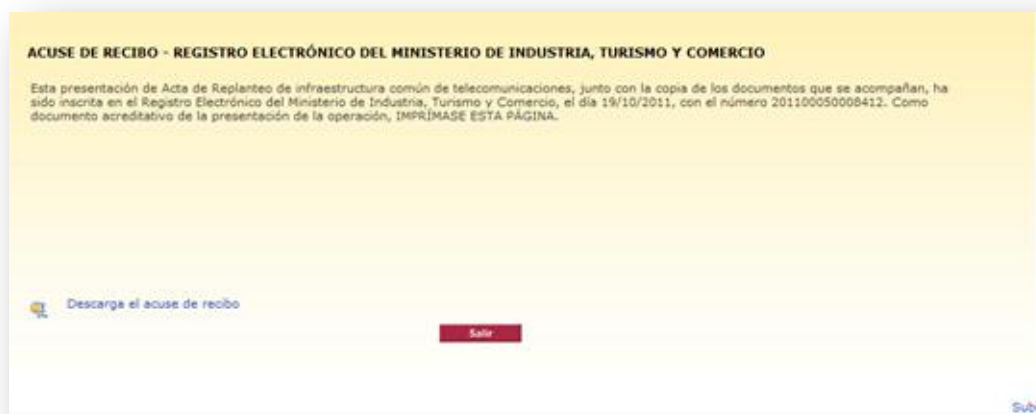 ACUSE DE RECIBO - REGISTRO ELECTRÓNICO DEL MINISTERIO DE INDUSTRIA, TURISMO Y COMERCIO
Esta presentación de Acta de Replanteo de infraestructura común de telecomunicaciones, junto con la copia de los documentos que se acompañan, ha
sido inscrita en el Registro Electrónico del Ministerio de Industria, Turismo y Comercio, el día 19/10/2011, con el número 201100050008412. Como
documento acreditativo de la presentación de la operación, IMPRÍMASE ESTA PÁGINA.
Descarga el acuse de recibo
Salir